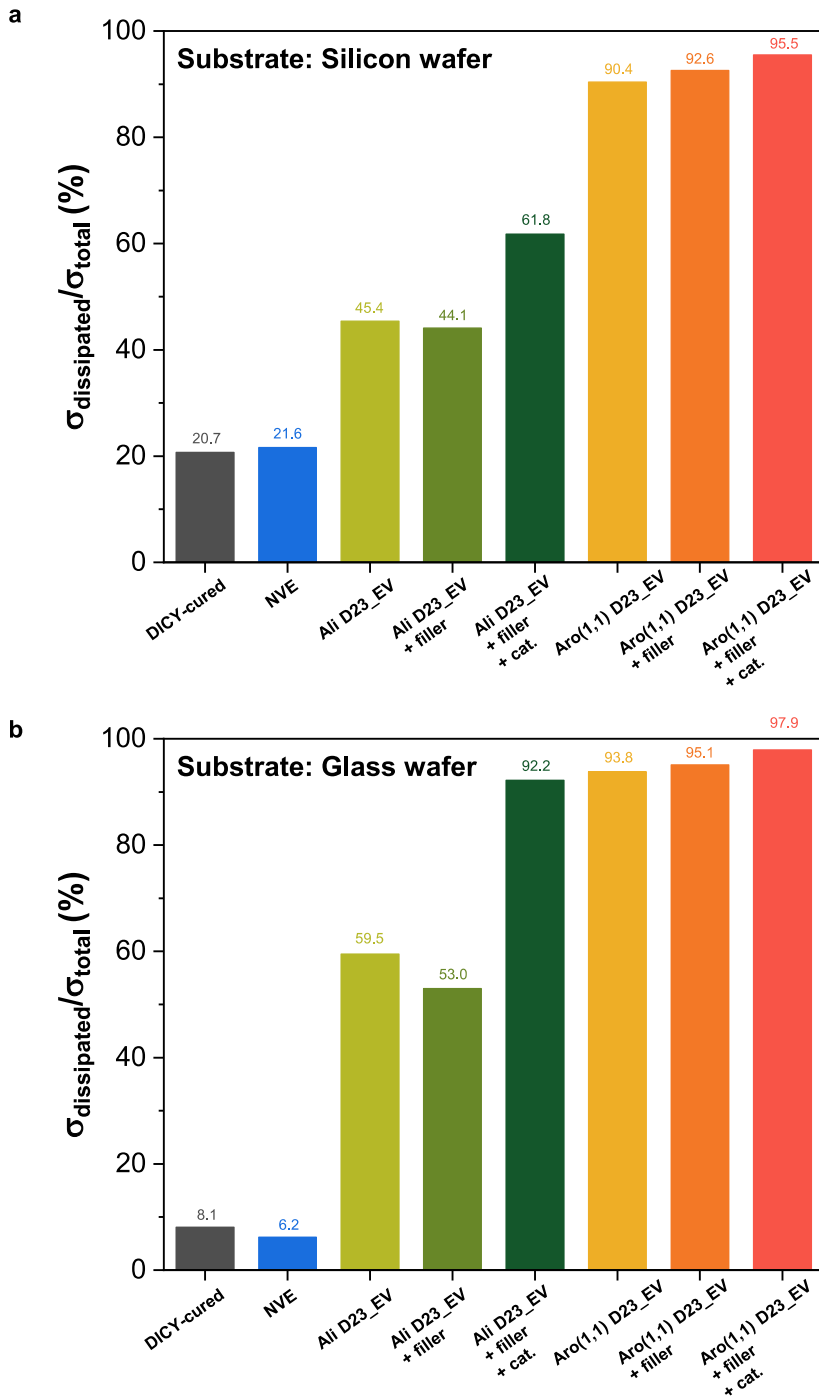 a
Substrate: Silicon wafer
σdissipated/σtotal (%)
100
80
60
40
20
0
20.7
21.6
45.4
44.1
61.8
90.4
92.6
95.5
DICY-cured
NVE
Ali D23_EV
Ali D23_EV
+ filler
Ali D23_EV
+ filler
+ cat.
Aro(1,1) D23_EV
Aro(1,1) D23_EV
+ filler
Aro(1,1) D23_EV
+ filler
+ cat.
b
Substrate: Glass wafer
σdissipated/σtotal (%)
100
80
60
40
20
0
8.1
6.2
59.5
53.0
92.2
93.8
95.1
97.9
DICY-cured
NVE
Ali D23_EV
Ali D23_EV
+ filler
Ali D23_EV
+ filler
+ cat.
Aro(1,1) D23_EV
Aro(1,1) D23_EV
+ filler
Aro(1,1) D23_EV
+ filler
+ cat.